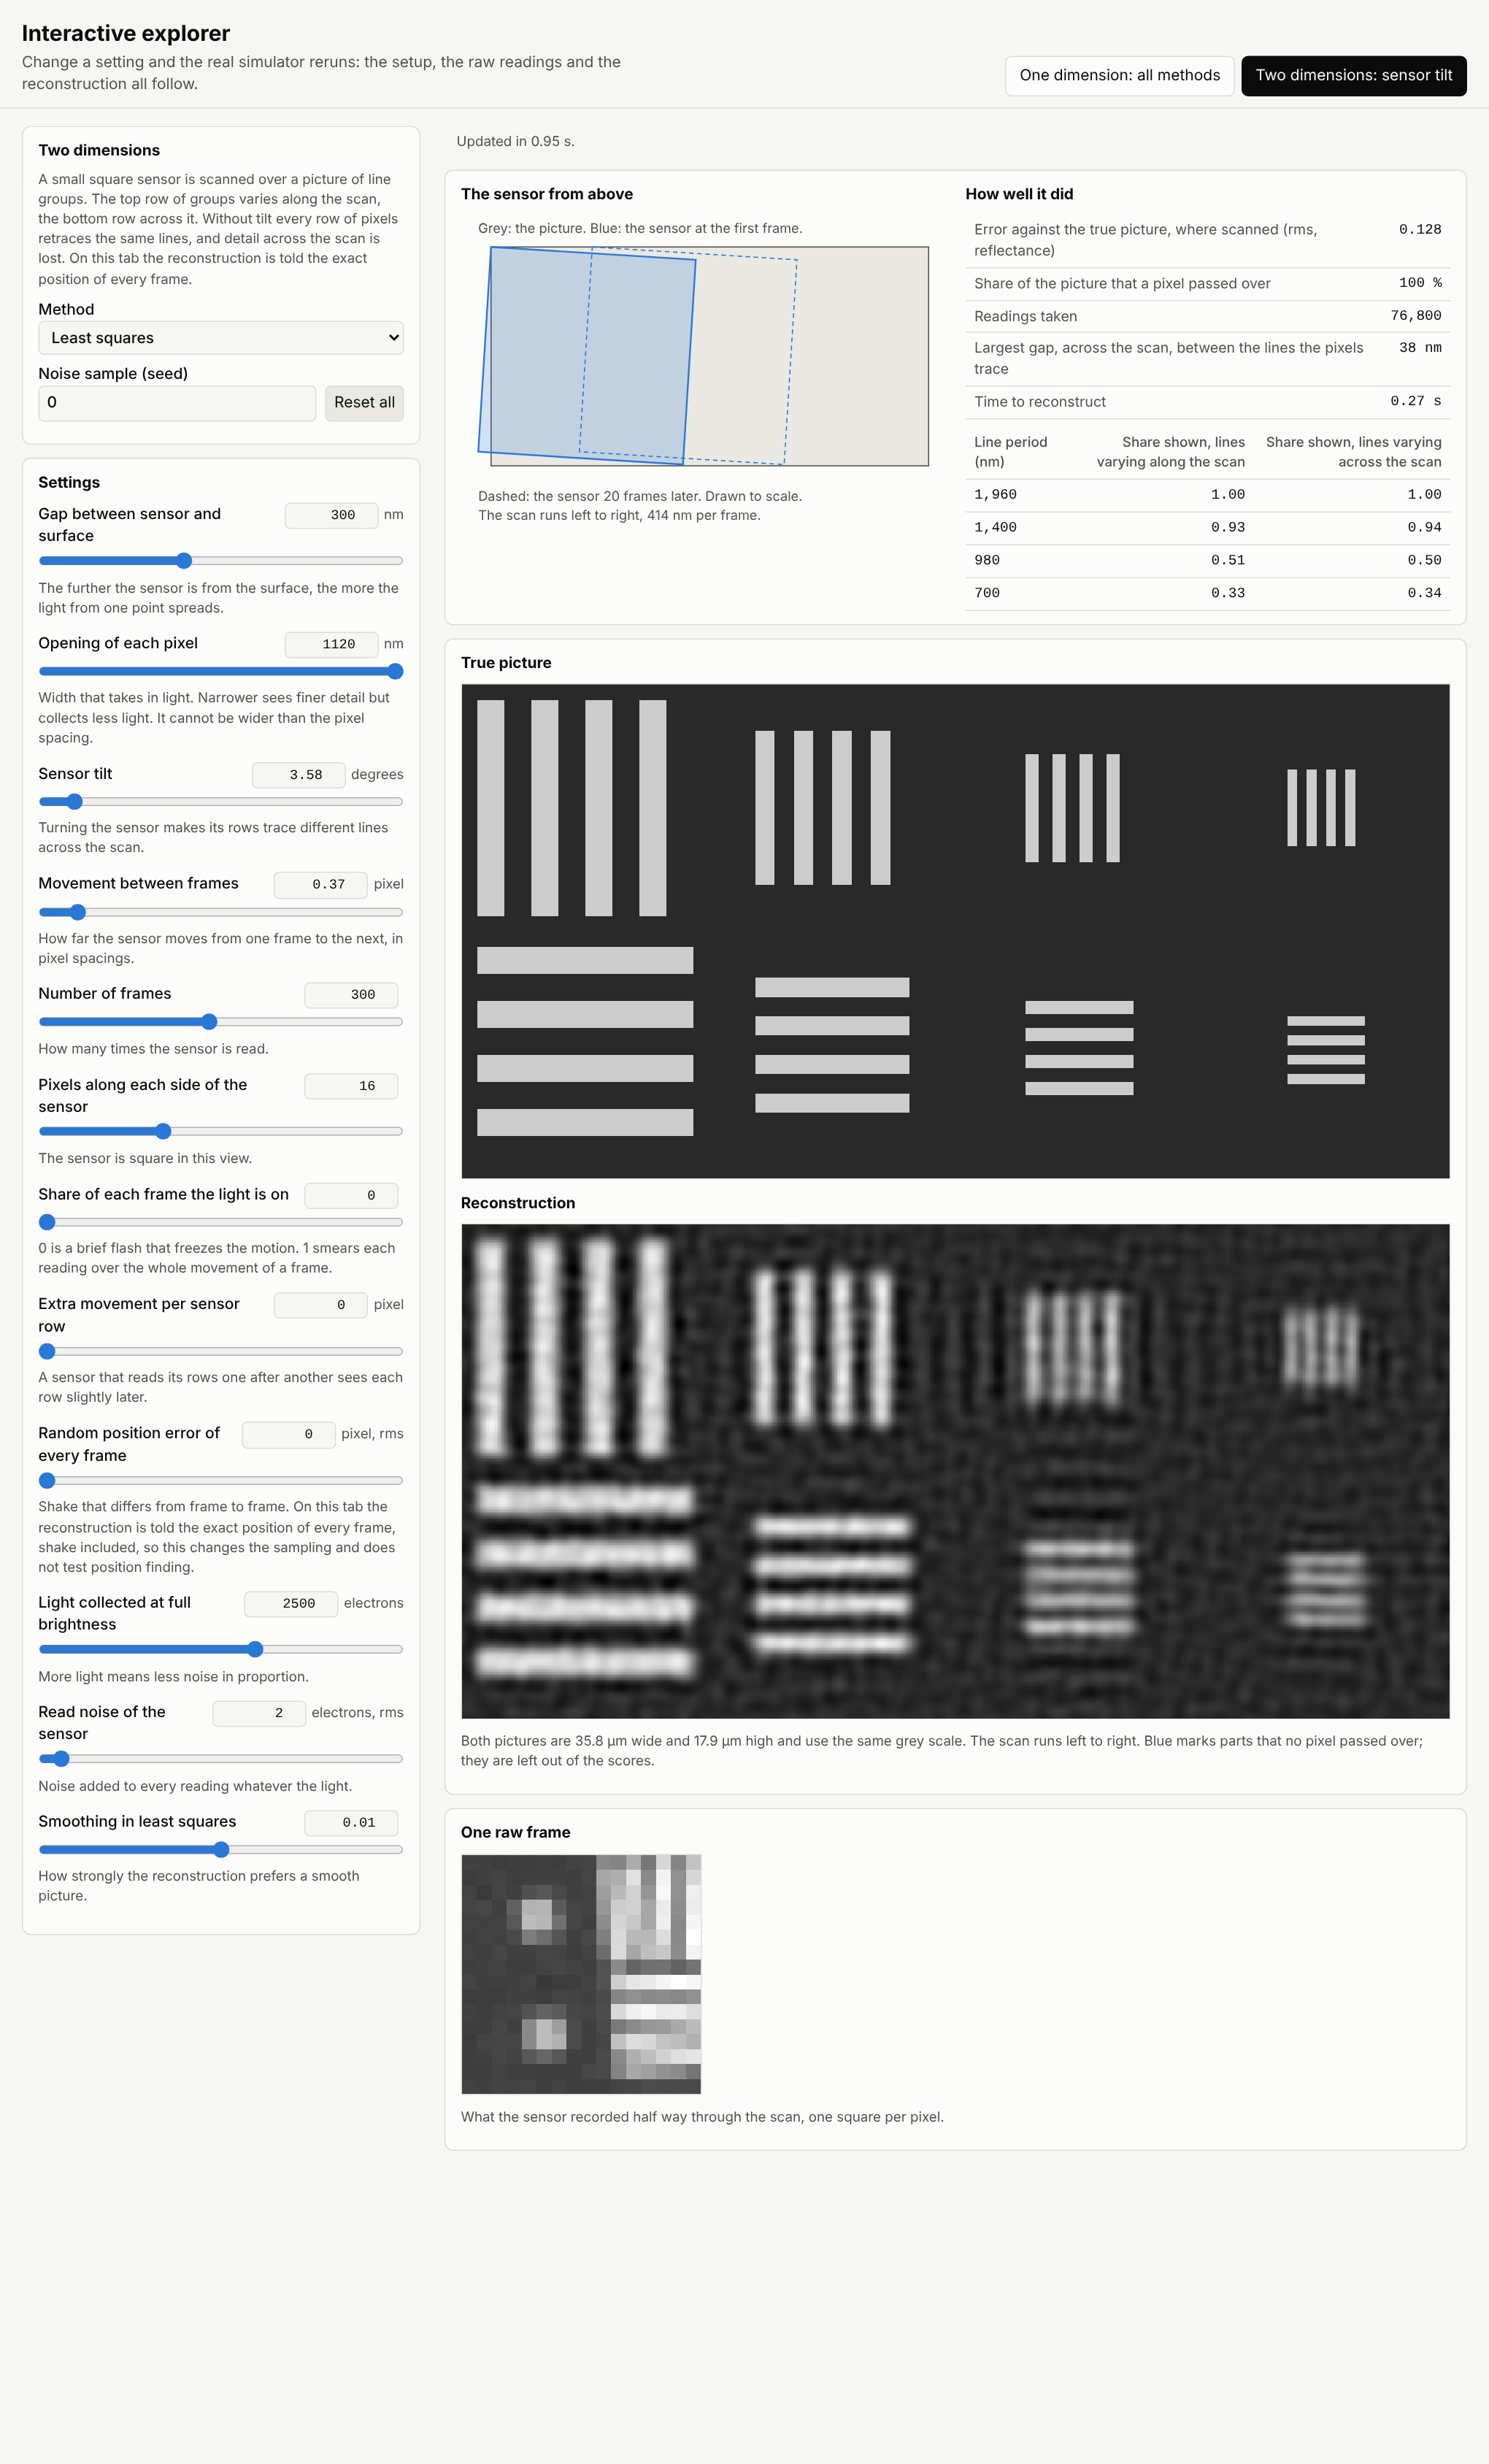 Interactive explorer
Change a setting and the real simulator reruns: the setup, the raw readings and the
reconstruction all follow.
One dimension: all methods
Two dimensions: sensor tilt
Two dimensions
A small square sensor is scanned over a picture of line
groups. The top row of groups varies along the scan,
the bottom row across it. Without tilt every row of pixels
retraces the same lines, and detail across the scan is
lost. On this tab the reconstruction is told the exact
position of every frame.
Method
Least squares
Noise sample (seed)
0
Reset all
Settings
Gap between sensor and
surface
300 nm
The further the sensor is from the surface, the more the
light from one point spreads.
Opening of each pixel
1120 nm
Width that takes in light. Narrower sees finer detail but
collects less light. It cannot be wider than the pixel
spacing.
Sensor tilt
3.58 degrees
Turning the sensor makes its rows trace different lines
across the scan.
Movement between frames
0.37 pixel
How far the sensor moves from one frame to the next, in
pixel spacings.
Number of frames
300
How many times the sensor is read.
Pixels along each side of the
sensor
16
The sensor is square in this view.
Share of each frame the light is on
0
0 is a brief flash that freezes the motion. 1 smears each
reading over the whole movement of a frame.
Extra movement per sensor
row
0 pixel
A sensor that reads its rows one after another sees each
row slightly later.
Random position error of
every frame
0 pixel, rms
Shake that differs from frame to frame. On this tab the
reconstruction is told the exact position of every frame,
shake included, so this changes the sampling and does
not test position finding.
Light collected at full
brightness
2500 electrons
More light means less noise in proportion.
Read noise of the
sensor
2 electrons, rms
Noise added to every reading whatever the light.
Smoothing in least squares
0.01
How strongly the reconstruction prefers a smooth
picture.
Updated in 0.95 s.
The sensor from above
Grey: the picture. Blue: the sensor at the first frame.
Dashed: the sensor 20 frames later. Drawn to scale.
The scan runs left to right, 414 nm per frame.
How well it did
Error against the true picture, where scanned (rms,
reflectance)
0.128
Share of the picture that a pixel passed over
100 %
Readings taken
76,800
Largest gap, across the scan, between the lines the pixels
trace
38 nm
Time to reconstruct
0.27 s
Line period
(nm)
Share shown, lines
varying along the scan
Share shown, lines varying
across the scan
1,960 1.00 1.00
1,400 0.93 0.94
980 0.51 0.50
700 0.33 0.34
True picture
Reconstruction
Both pictures are 35.8 µm wide and 17.9 µm high and use the same grey scale. The scan runs left to right. Blue marks parts that no pixel passed over;
they are left out of the scores.
One raw frame
What the sensor recorded half way through the scan, one square per pixel.